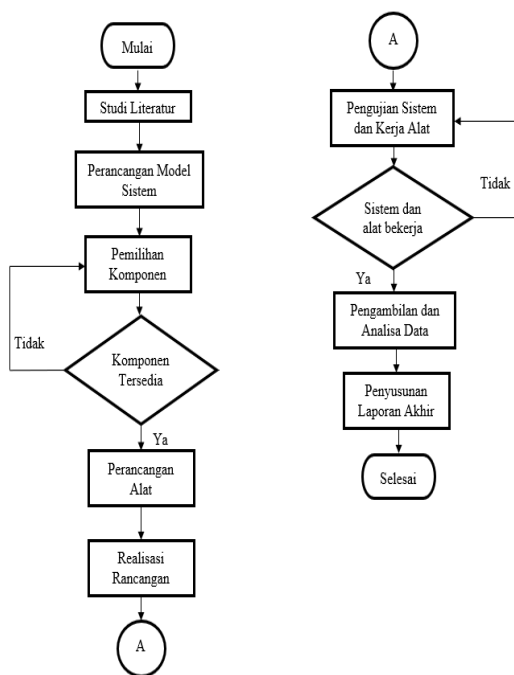 Mulai
Studi Literatur
Perancangan Model
Sistem
Pemilihan
Komponen
Tidak
Komponen
Tersedia
Ya
Perancangan
Alat
Realisasi
Rancangan
A
A
Pengujian Sistem
dan Kerja Alat
Tidak
Sistem dan
alat bekerja
Ya
Pengambilan dan
Analisa Data
Penyusunan
Laporan Akhir
Selesai